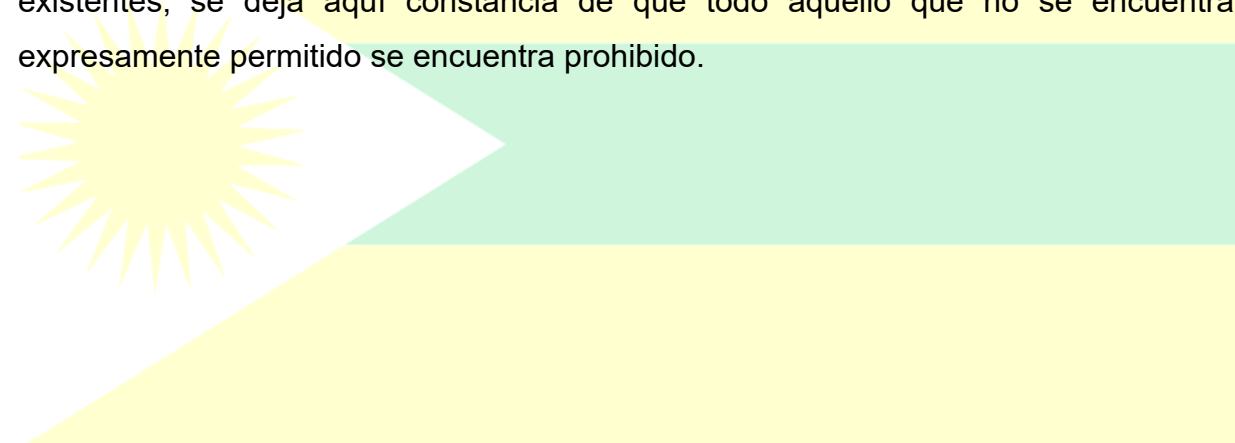 existentes, se deja aquí constancia de que todo aquello que no se encuentra
expresamente permitido se encuentra prohibido.